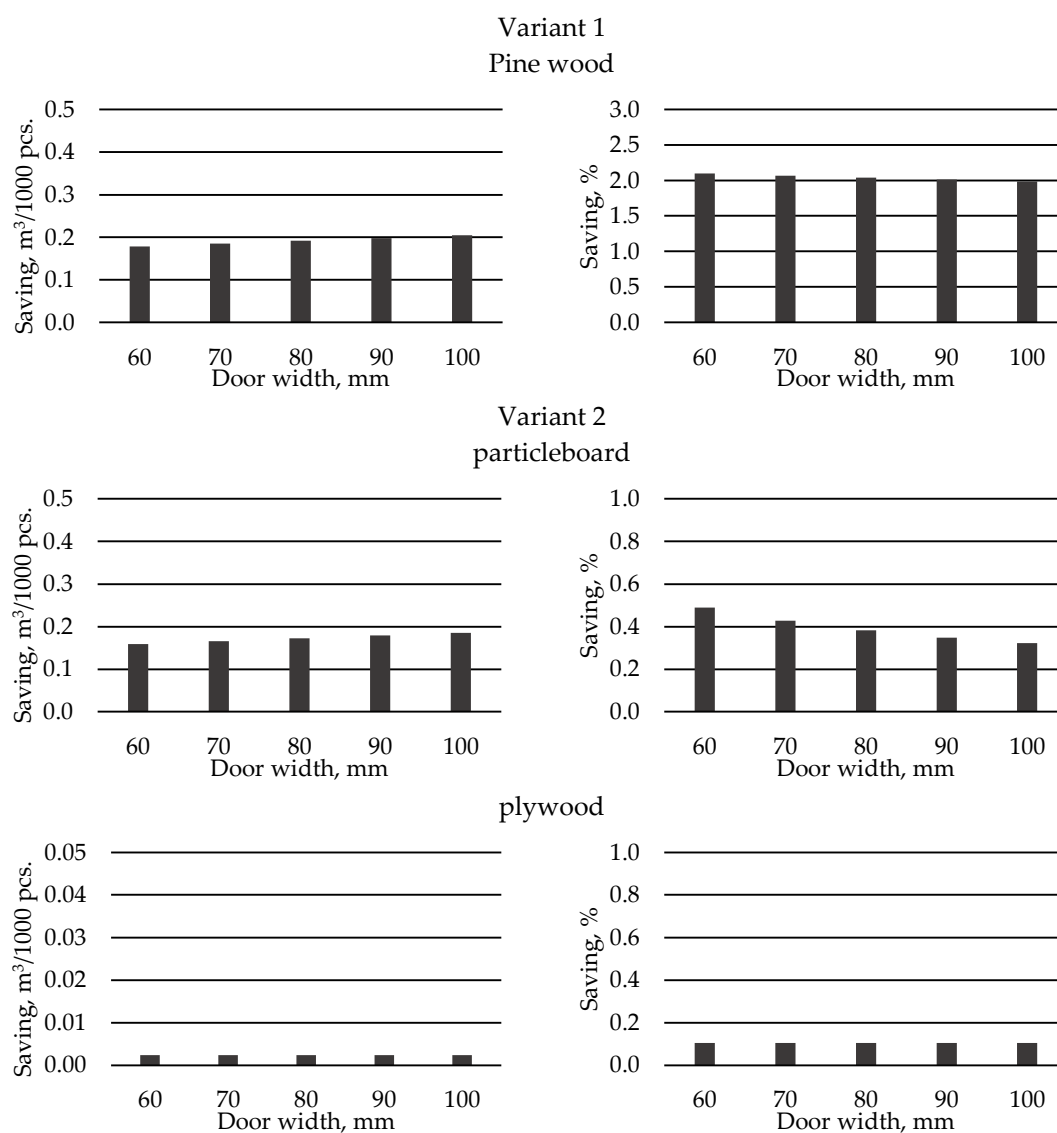 Variant 1
Pine wood
Saving, m³/1000 pcs.
0.5
0.4
0.3
0.2
0.1
0.0
60 70 80 90 100
Door width, mm
Saving, %
3.0
2.5
2.0
1.5
1.0
0.5
0.0
60 70 80 90 100
Door width, mm
Variant 2
particleboard
Saving, m³/1000 pcs.
0.5
0.4
0.3
0.2
0.1
0.0
60 70 80 90 100
Door width, mm
Saving, %
1.0
0.8
0.6
0.4
0.2
0.0
60 70 80 90 100
Door width, mm
plywood
Saving, m³/1000 pcs.
0.05
0.04
0.03
0.02
0.01
0.00
60 70 80 90 100
Door width, mm
Saving, %
1.0
0.8
0.6
0.4
0.2
0.0
60 70 80 90 100
Door width, mm